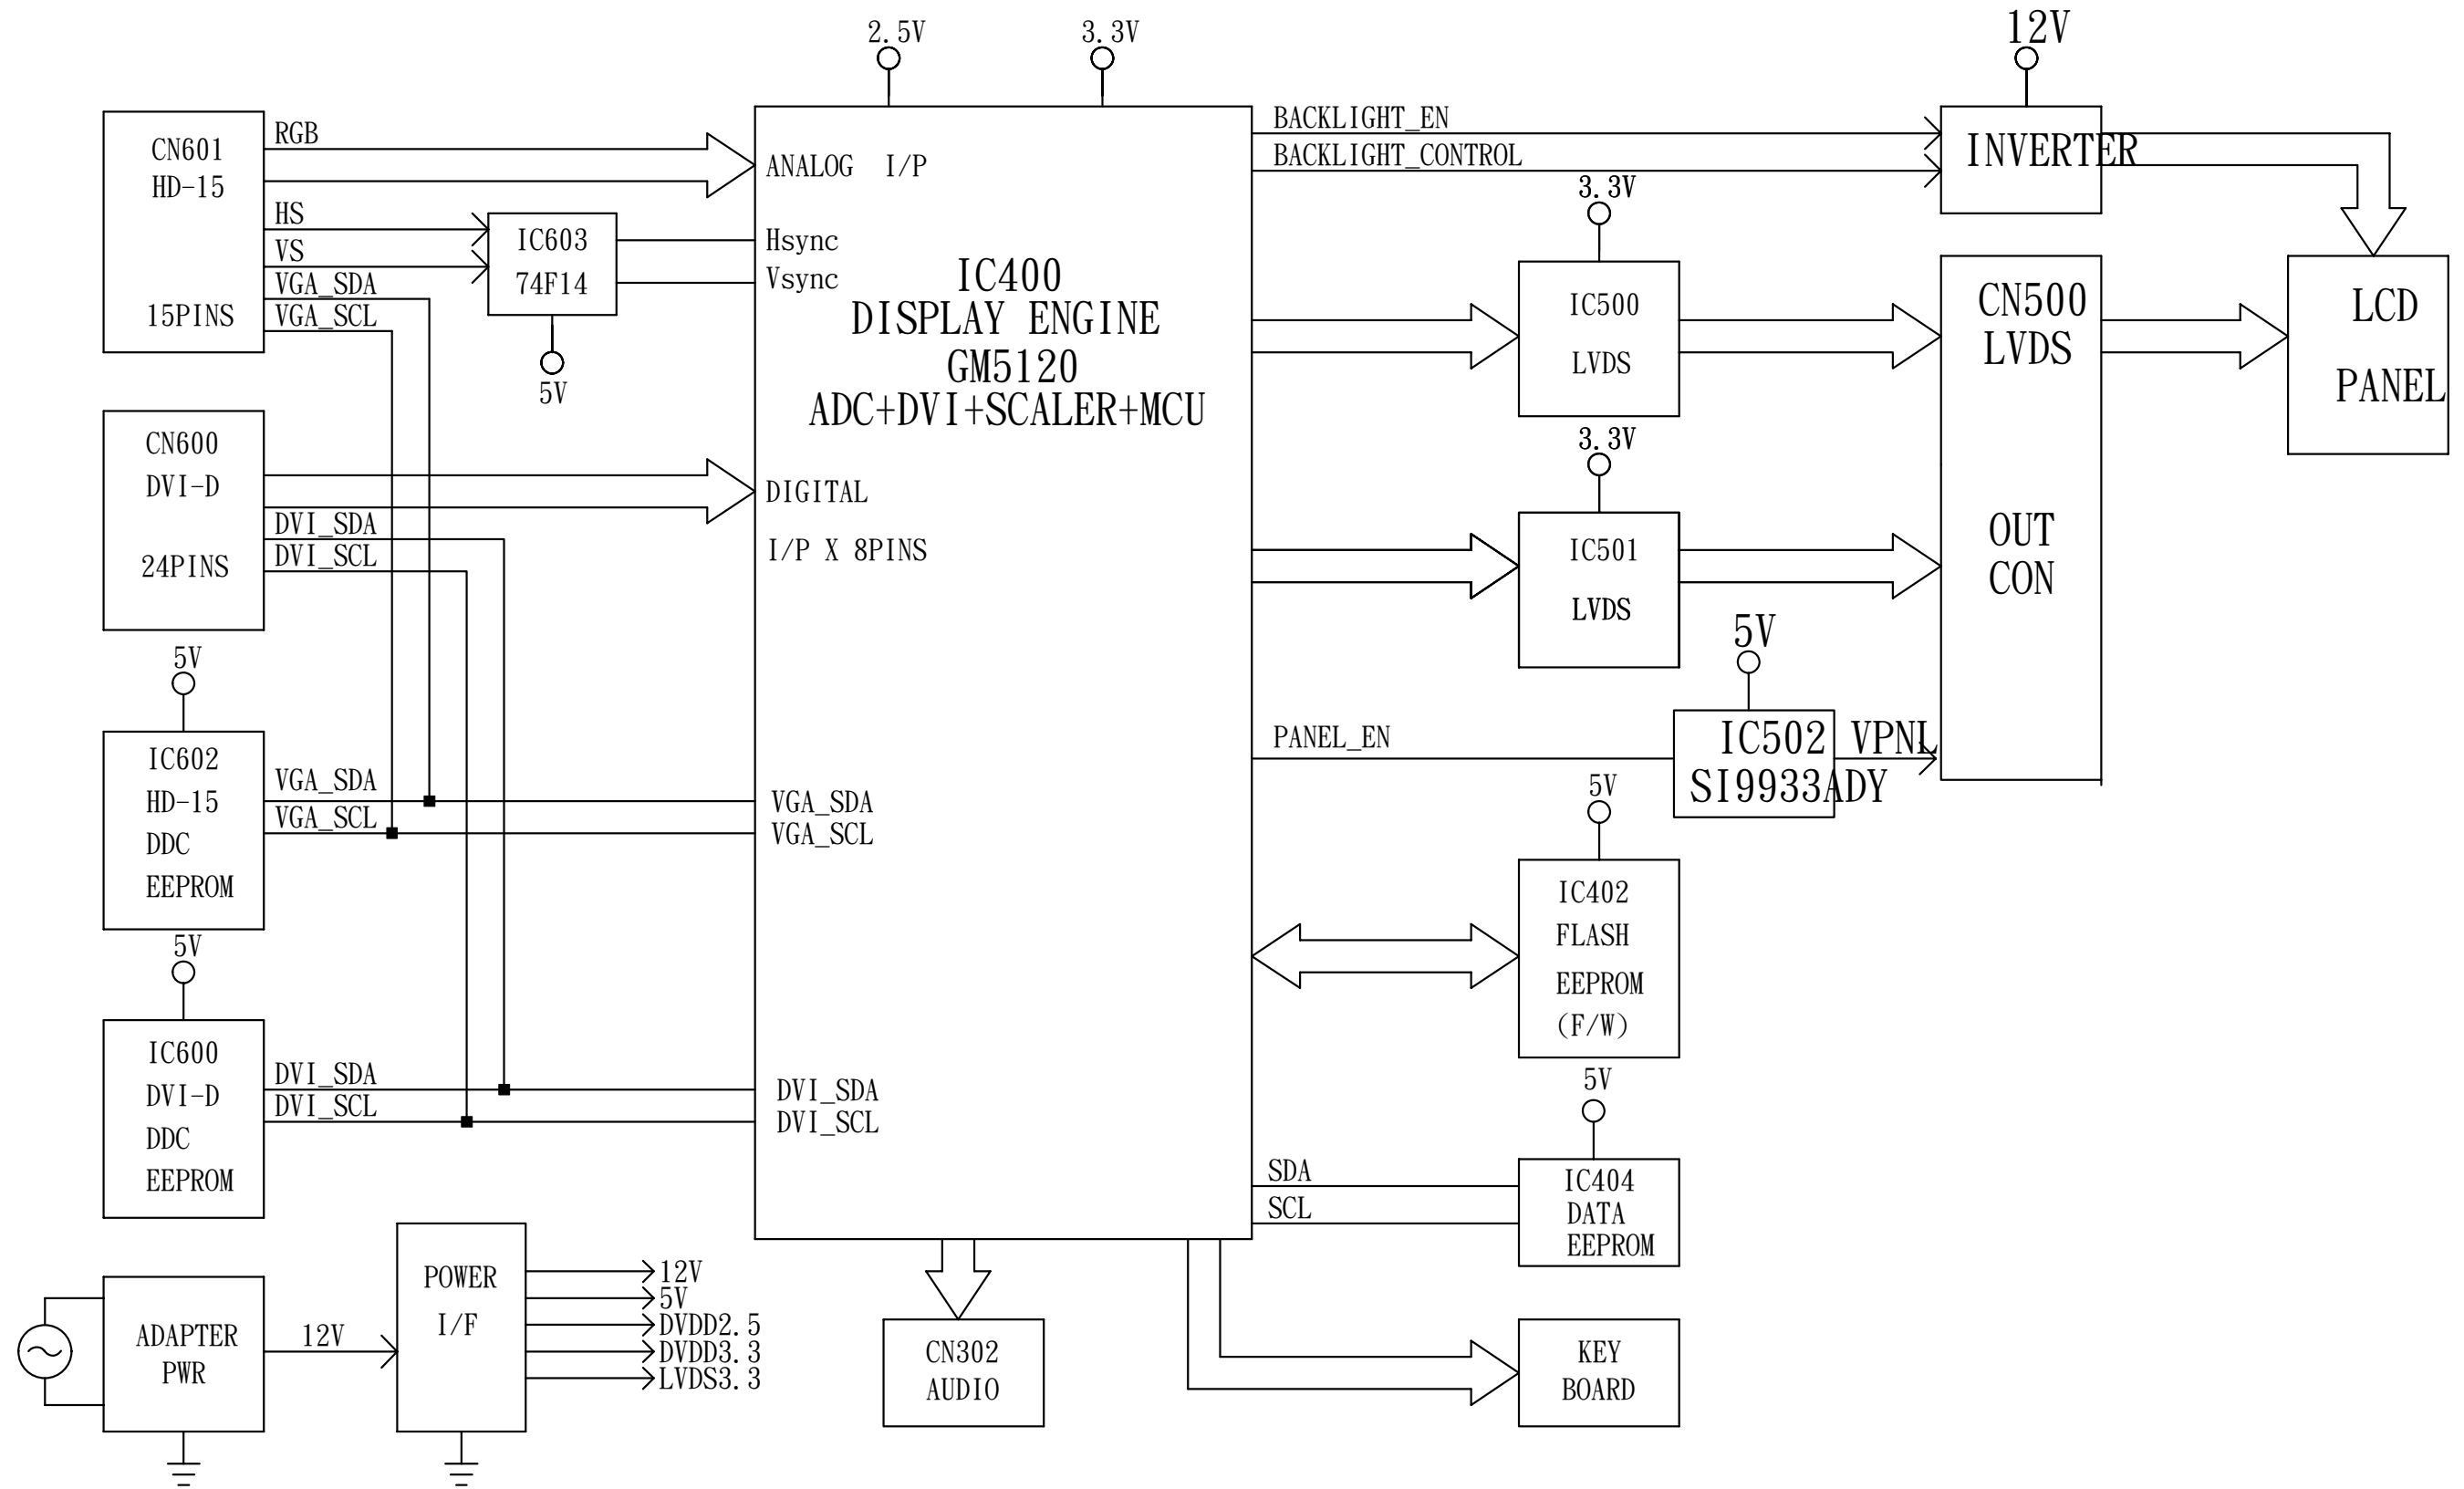 2.5V
3.3V
12V
CN601
HD-15
15PINS
RGB
HS
VS
VGA_SDA
VGA_SCL
IC603
74F14
5V
ANALOG I/P
Hsync
Vsync
IC400
DISPLAY ENGINE
GM5120
ADC+DVI+SCALER+MCU
BACKLIGHT_EN
BACKLIGHT_CONTROL
INVERTER
3.3V
IC500
LVDS
CN500
LVDS
OUT
CON
LCD
PANEL
CN600
DVI-D
24PINS
DVI_SDA
DVI_SCL
DIGITAL
I/P X 8PINS
3.3V
IC501
LVDS
5V
PANEL_EN
IC502
SI9933ADY
VPNL
5V
IC602
HD-15
DDC
EEPROM
VGA_SDA
VGA_SCL
VGA_SDA
VGA_SCL
5V
IC402
FLASH
EEPROM
(F/W)
5V
IC600
DVI-D
DDC
EEPROM
DVI_SDA
DVI_SCL
DVI_SDA
DVI_SCL
5V
SDA
SCL
IC404
DATA
EEPROM
ADAPTER
PWR
12V
POWER
I/F
12V
5V
DVDD2.5
DVDD3.3
LVDS3.3
CN302
AUDIO
KEY
BOARD